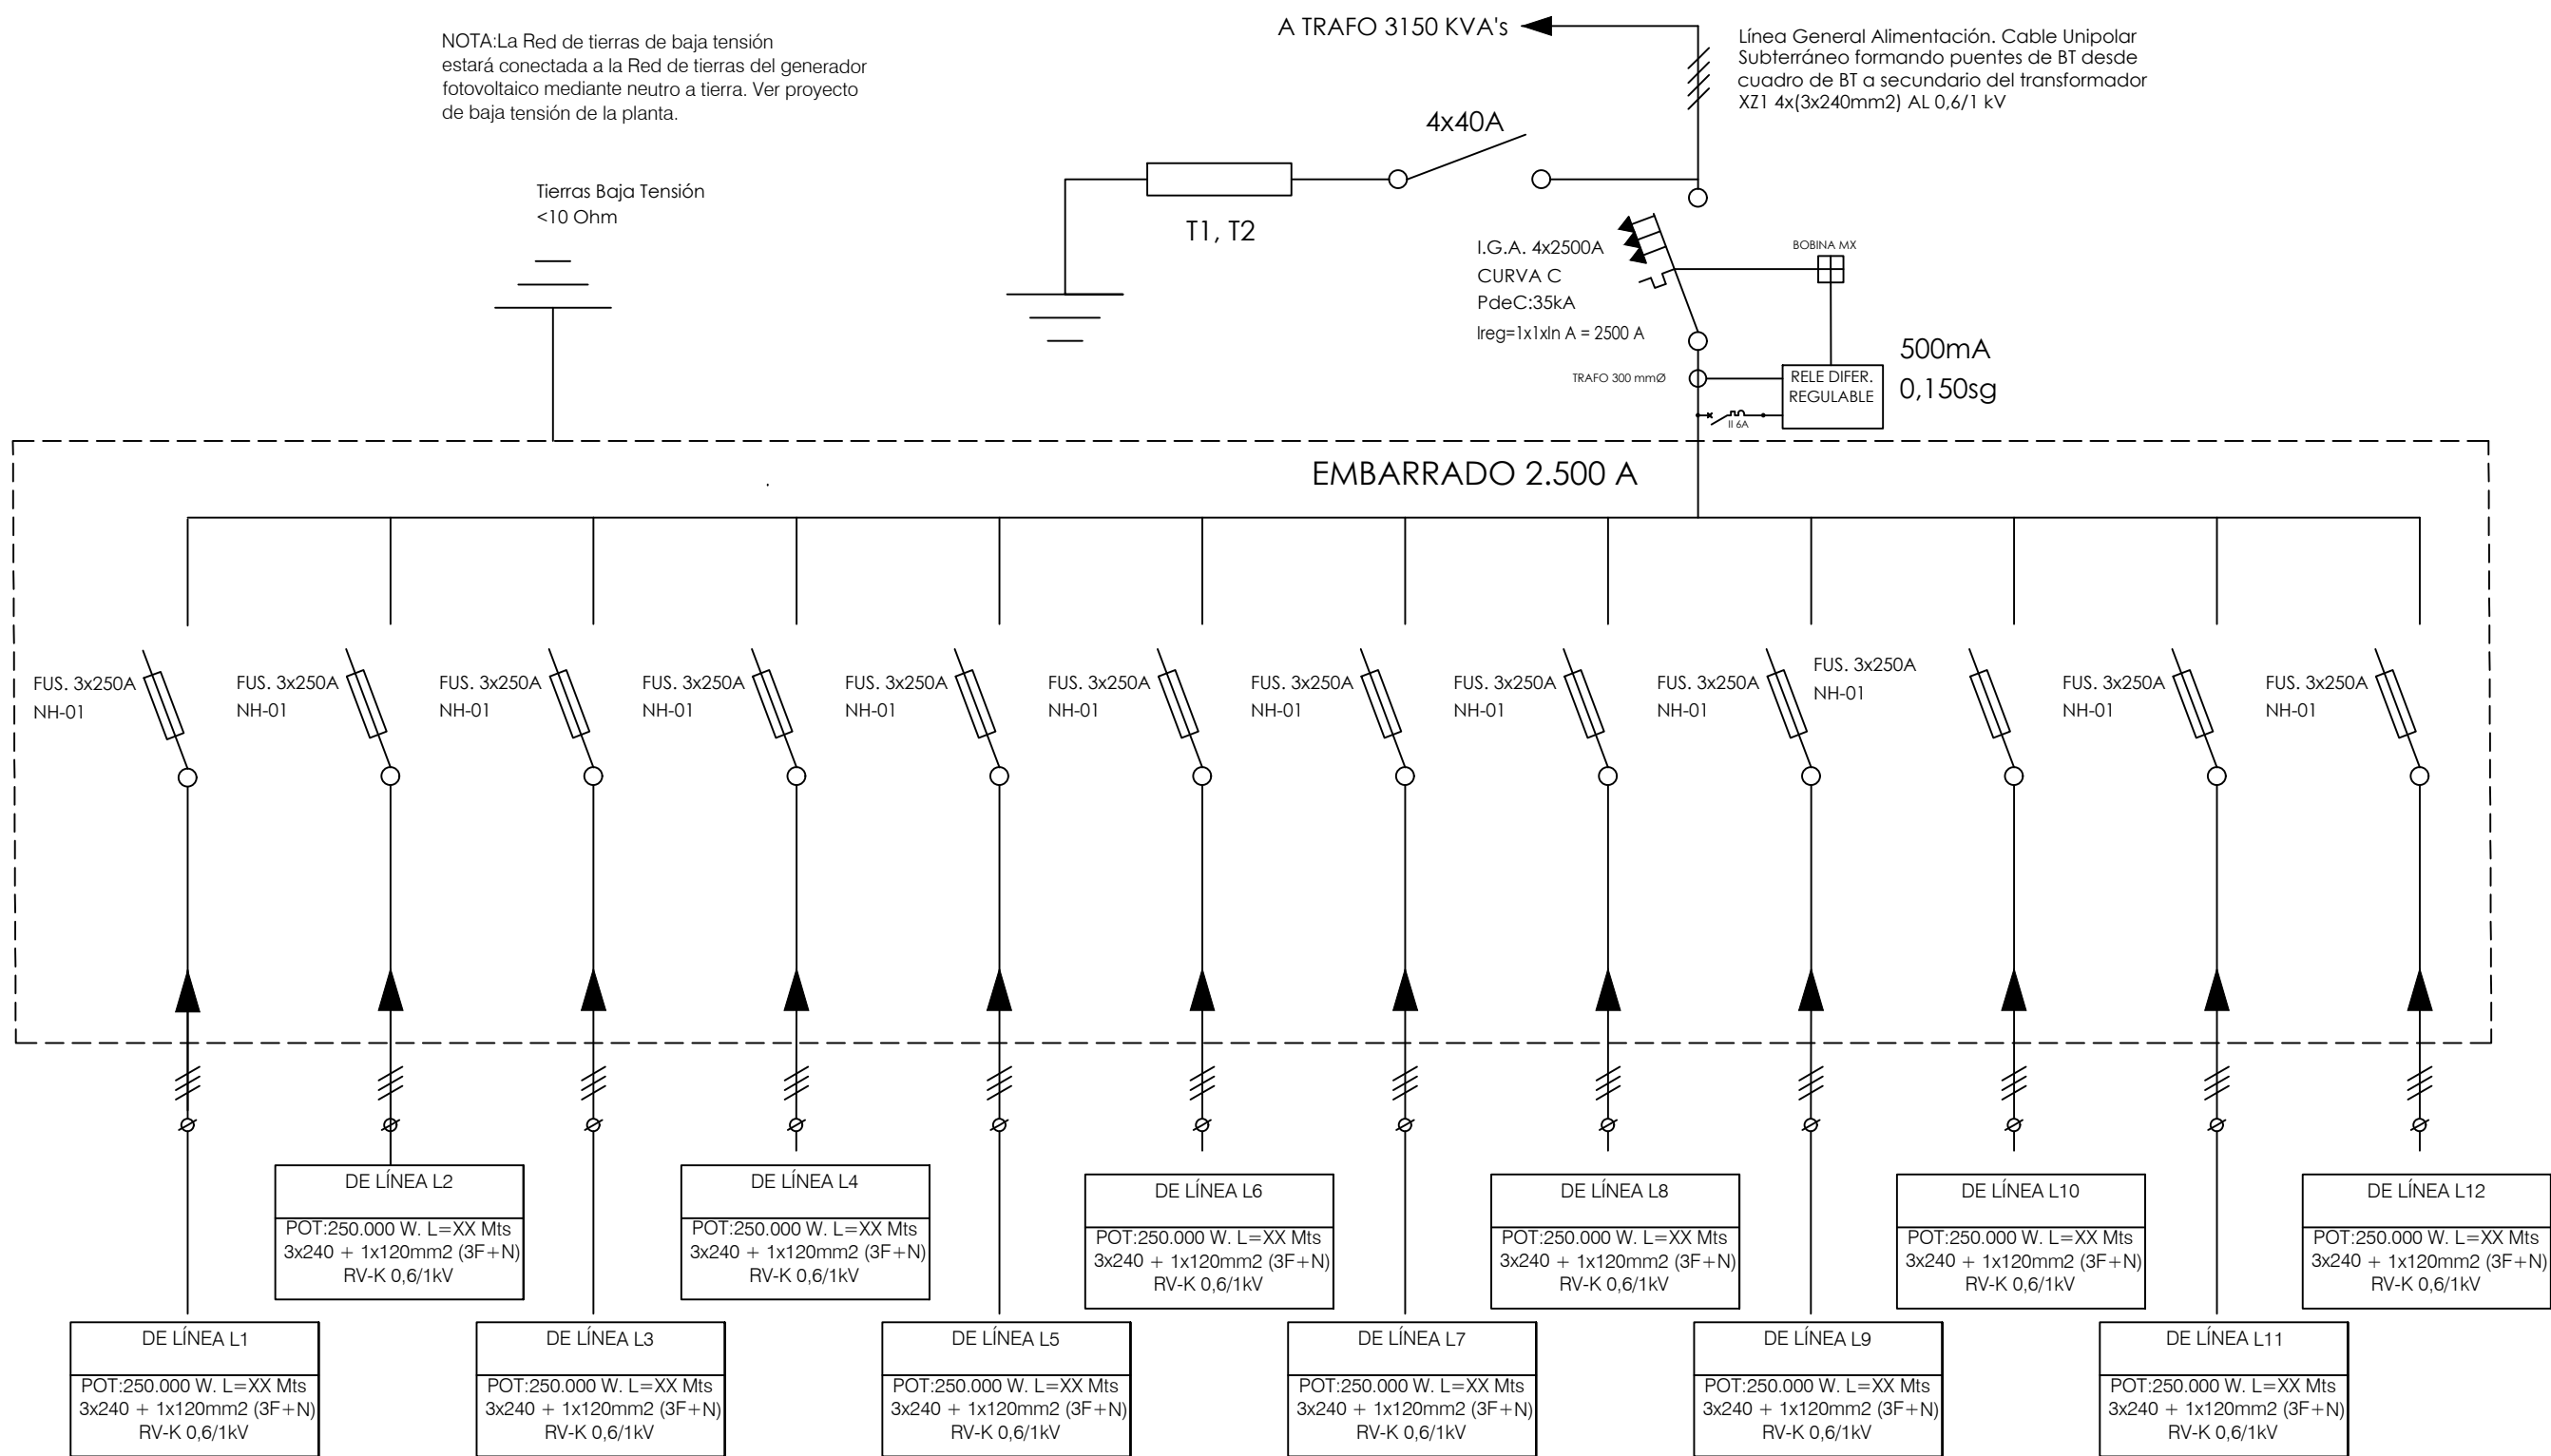 NOTA:La Red de tierras de baja tensión
estará conectada a la Red de tierras del generador
fotovoltaico mediante neutro a tierra. Ver proyecto
de baja tensión de la planta.
Tierras Baja Tensión
<10 Ohm
A TRAFO 3150 KVA's
Línea General Alimentación. Cable Unipolar
Subterráneo formando puentes de BT desde
cuadro de BT a secundario del transformador
XZ1 4x(3x240mm2) AL 0,6/1 kV
4x40A
T1, T2
I.G.A. 4x2500A
CURVA C
PdeC:35kA
Ireg=1x1xIn A = 2500 A
BOBINA MX
TRAFO 300 mmØ
RELE DIFER.
REGULABLE
500mA
0,150sg
II 6A
EMBARRADO 2.500 A
FUS. 3x250A
NH-01
FUS. 3x250A
NH-01
FUS. 3x250A
NH-01
FUS. 3x250A
NH-01
FUS. 3x250A
NH-01
FUS. 3x250A
NH-01
FUS. 3x250A
NH-01
FUS. 3x250A
NH-01
FUS. 3x250A
NH-01
FUS. 3x250A
NH-01
FUS. 3x250A
NH-01
FUS. 3x250A
NH-01
DE LÍNEA L2
POT:250.000 W. L=XX Mts
3x240 + 1x120mm2 (3F+N)
RV-K 0,6/1kV
DE LÍNEA L4
POT:250.000 W. L=XX Mts
3x240 + 1x120mm2 (3F+N)
RV-K 0,6/1kV
DE LÍNEA L6
POT:250.000 W. L=XX Mts
3x240 + 1x120mm2 (3F+N)
RV-K 0,6/1kV
DE LÍNEA L8
POT:250.000 W. L=XX Mts
3x240 + 1x120mm2 (3F+N)
RV-K 0,6/1kV
DE LÍNEA L10
POT:250.000 W. L=XX Mts
3x240 + 1x120mm2 (3F+N)
RV-K 0,6/1kV
DE LÍNEA L12
POT:250.000 W. L=XX Mts
3x240 + 1x120mm2 (3F+N)
RV-K 0,6/1kV
DE LÍNEA L1
POT:250.000 W. L=XX Mts
3x240 + 1x120mm2 (3F+N)
RV-K 0,6/1kV
DE LÍNEA L3
POT:250.000 W. L=XX Mts
3x240 + 1x120mm2 (3F+N)
RV-K 0,6/1kV
DE LÍNEA L5
POT:250.000 W. L=XX Mts
3x240 + 1x120mm2 (3F+N)
RV-K 0,6/1kV
DE LÍNEA L7
POT:250.000 W. L=XX Mts
3x240 + 1x120mm2 (3F+N)
RV-K 0,6/1kV
DE LÍNEA L9
POT:250.000 W. L=XX Mts
3x240 + 1x120mm2 (3F+N)
RV-K 0,6/1kV
DE LÍNEA L11
POT:250.000 W. L=XX Mts
3x240 + 1x120mm2 (3F+N)
RV-K 0,6/1kV